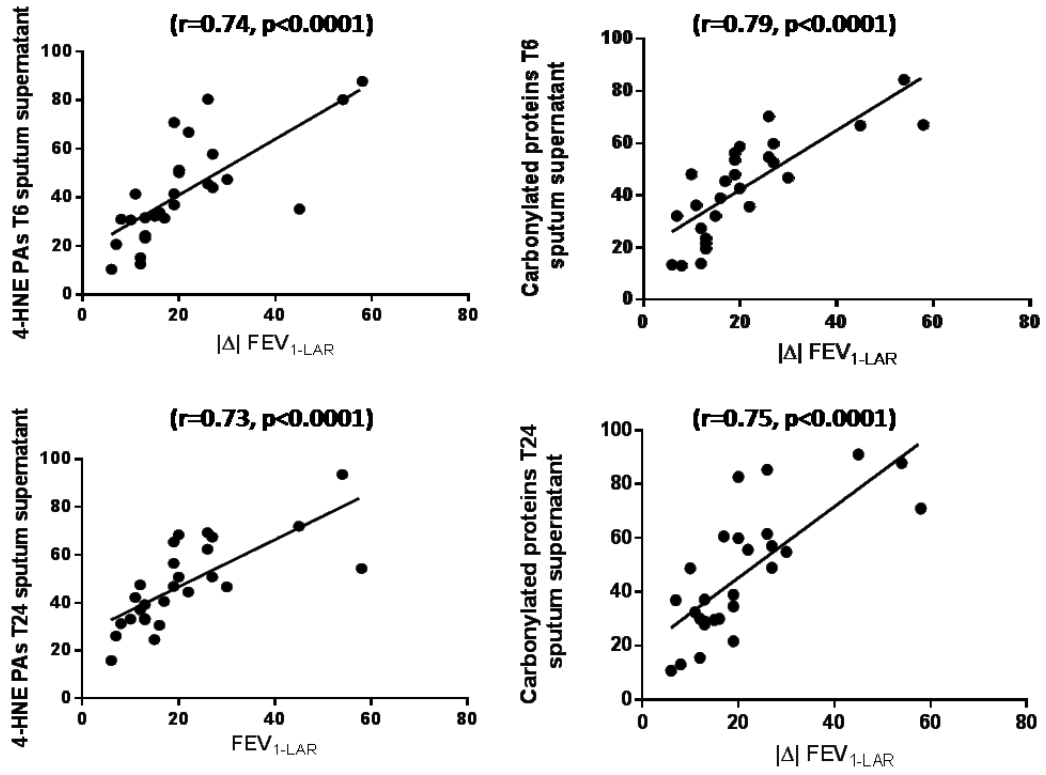 (r=0.74, p<0.0001)
4-HNE PAs T6 sputum supernatant
100
80
60
40
20
0
0 20 40 60 80
|Δ| FEV1-LAR
(r=0.79, p<0.0001)
Carbonylated proteins T6
sputum supernatant
100
80
60
40
20
0
0 20 40 60 80
|Δ| FEV1-LAR
(r=0.73, p<0.0001)
4-HNE PAs T24 sputum supernatant
100
80
60
40
20
0
0 20 40 60 80
FEV1-LAR
(r=0.75, p<0.0001)
Carbonylated proteins T24
sputum supernatant
100
80
60
40
20
0
0 20 40 60 80
|Δ| FEV1-LAR